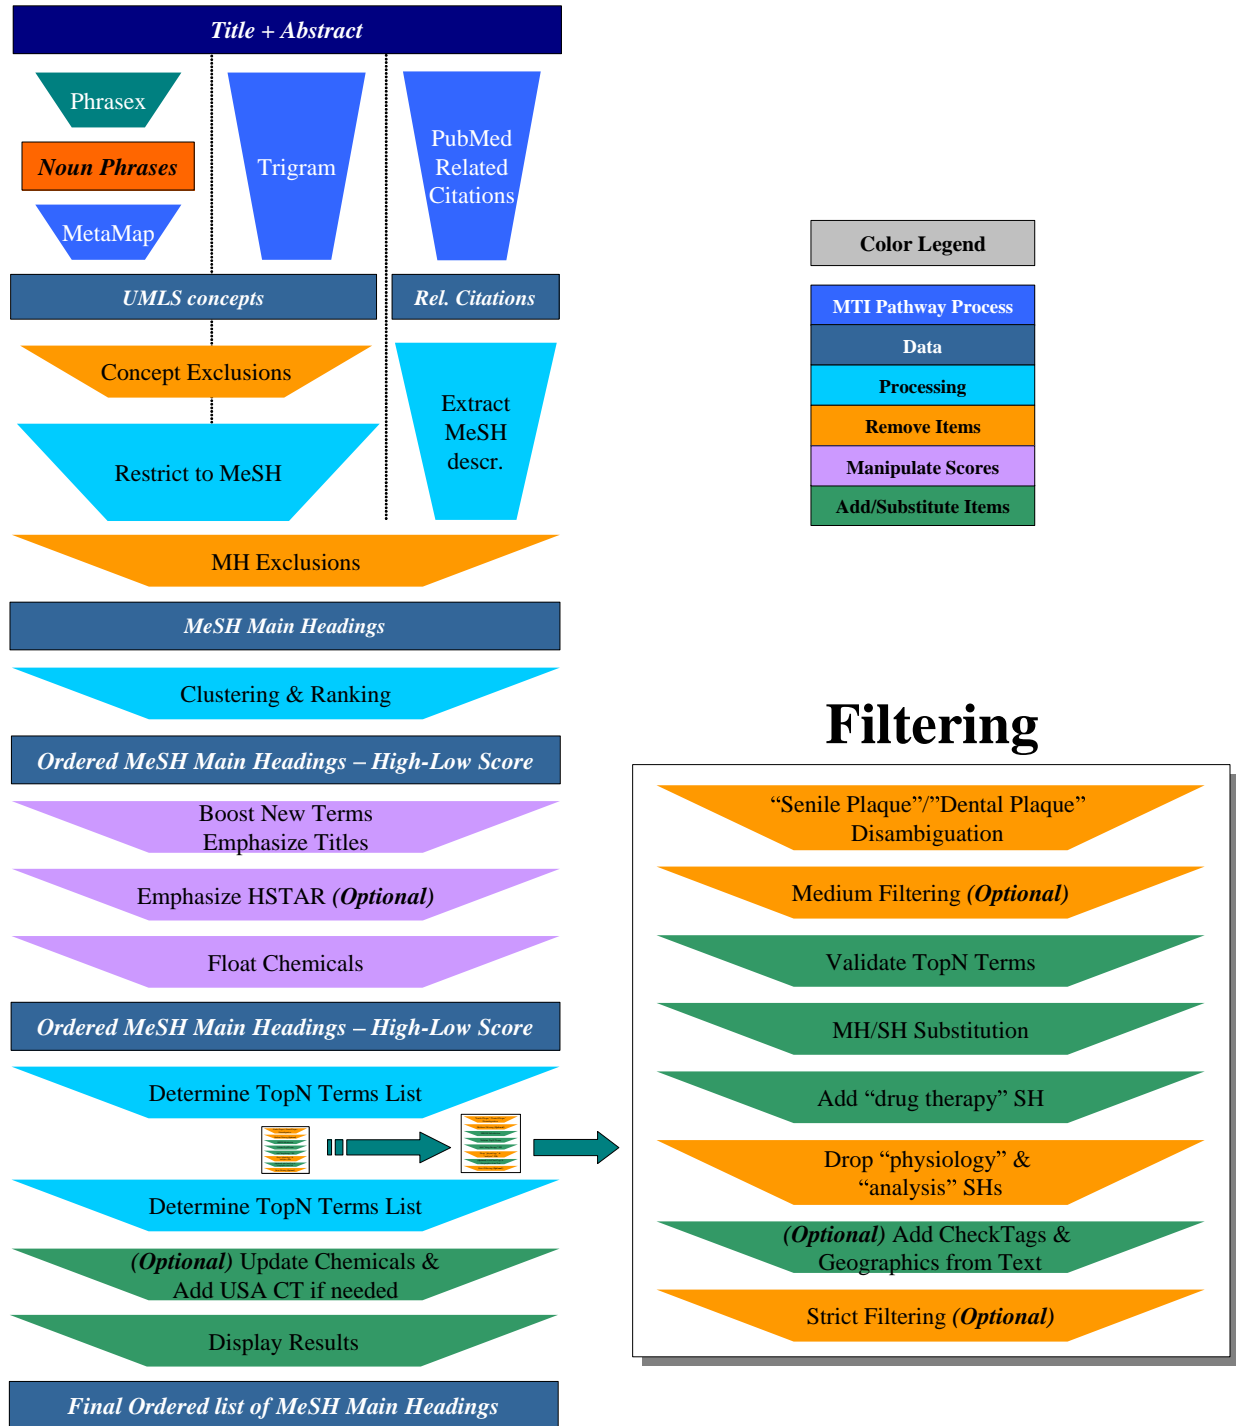 Title + Abstract
Phrasex
Noun Phrases
MetaMap
Trigram
PubMed
Related
Citations
UMLS concepts
Rel. Citations
Concept Exclusions
Restrict to MeSH
Extract
MeSH
descr.
MH Exclusions
MeSH Main Headings
Clustering & Ranking
Ordered MeSH Main Headings – High-Low Score
Boost New Terms
Emphasize Titles
Emphasize HSTAR (Optional)
Float Chemicals
Ordered MeSH Main Headings – High-Low Score
Determine TopN Terms List
Determine TopN Terms List
(Optional) Update Chemicals &
Add USA CT if needed
Display Results
Final Ordered list of MeSH Main Headings
Color Legend
MTI Pathway Process
Data
Processing
Remove Items
Manipulate Scores
Add/Substitute Items
Filtering
“Senile Plaque”/”Dental Plaque”
Disambiguation
Medium Filtering (Optional)
Validate TopN Terms
MH/SH Substitution
Add “drug therapy” SH
Drop “physiology” &
“analysis” SHs
(Optional) Add CheckTags &
Geographics from Text
Strict Filtering (Optional)